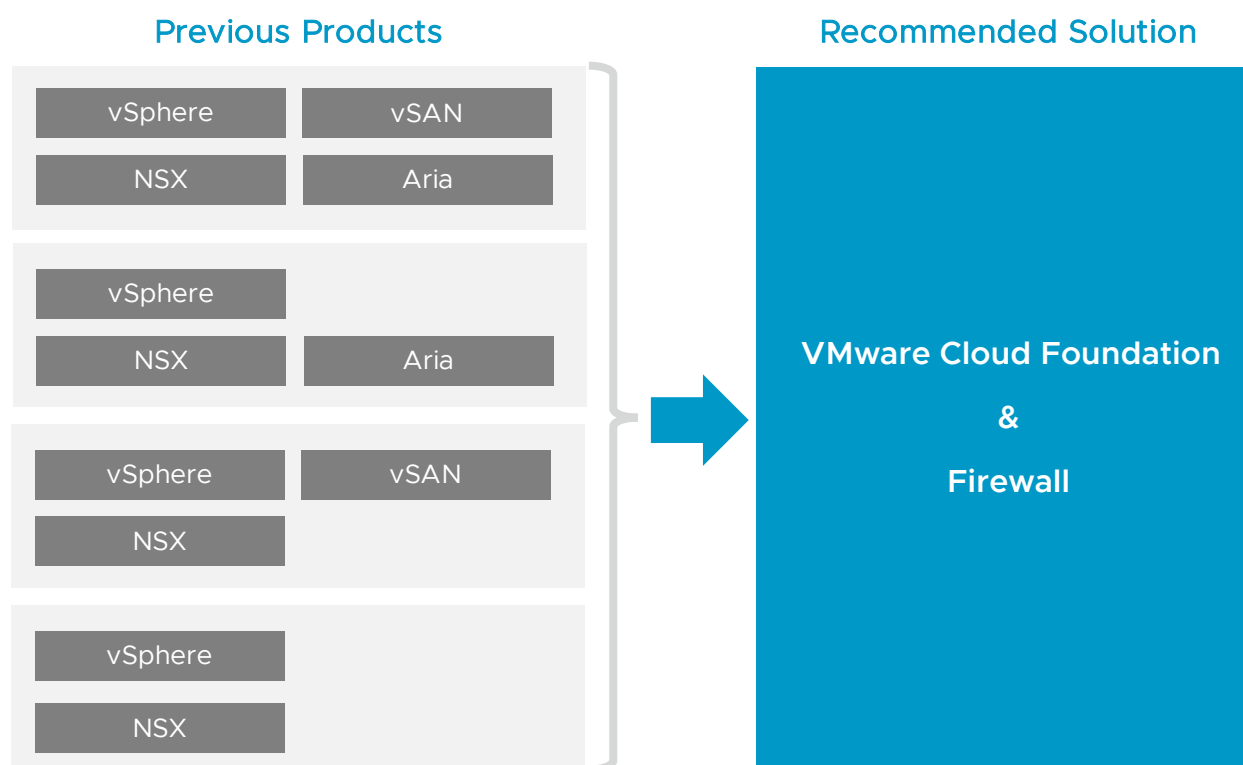 Previous Products
Recommended Solution
vSphere
vSAN
NSX
Aria
vSphere
NSX
Aria
vSphere
vSAN
NSX
vSphere
NSX
VMware Cloud Foundation
&
Firewall